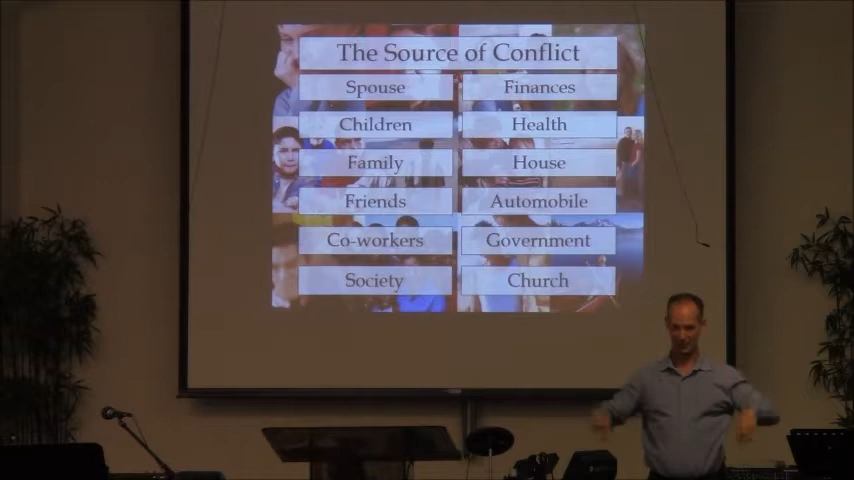 The Source of Conflict
Spouse
Finances
Children
Health
Family
House
Friends
Automobile
Co-workers
Government
Society
Church